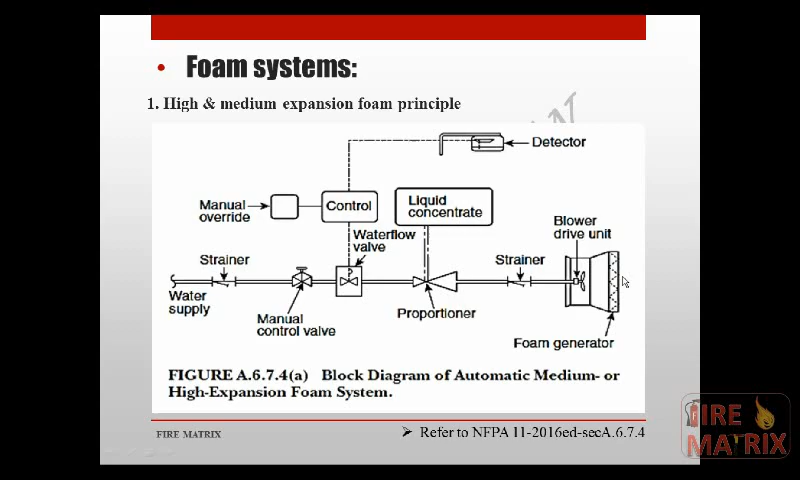 • Foam systems:
1. High & medium expansion foam principle
Detector
Manual
override
Control
Liquid
concentrate
Blower
drive unit
Waterflow
valve
Strainer
Strainer
Water
supply
Manual
control valve
Proportioner
Foam generator
FIGURE A.6.7.4(a) Block Diagram of Automatic Medium- or
High-Expansion Foam System.
FIRE MATRIX
➢ Refer to NFPA 11-2016ed-secA.6.7.4
FIRE
MATRIX